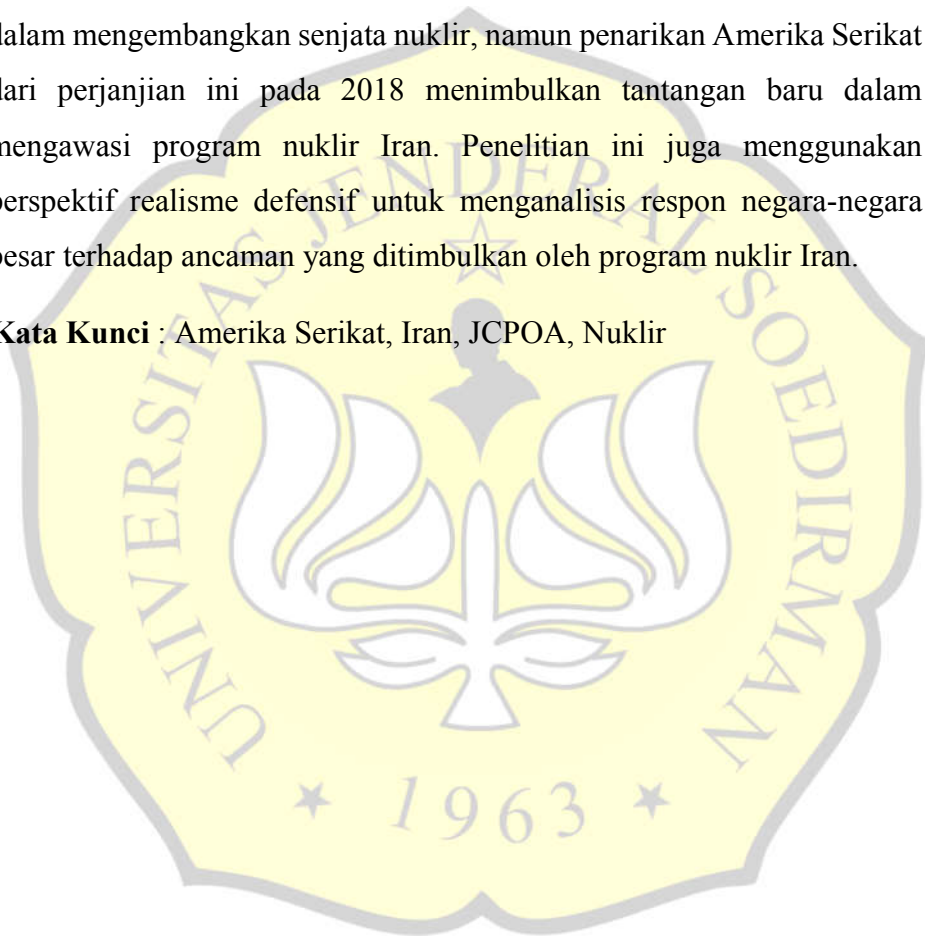 dalam mengembangkan senjata nuklir, namun penarikan Amerika Serikat
dari perjanjian ini pada 2018 menimbulkan tantangan baru dalam
mengawasi program nuklir Iran. Penelitian ini juga menggunakan
perspektif realisme defensif untuk menganalisis respon negara-negara
besar terhadap ancaman yang ditimbulkan oleh program nuklir Iran.
Kata Kunci : Amerika Serikat, Iran, JCPOA, Nuklir
UNIVERSITAS JENDERAL SOEDIRMAN
1963